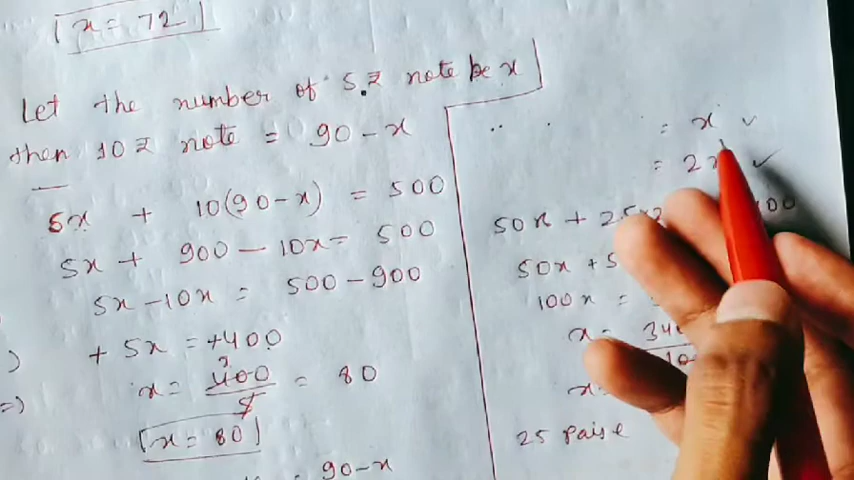 x = 72
Let the number of 5 ₹ note be x
then 10 ₹ note = 90 - x
5x + 10(90-x) = 500
5x + 900 - 10x = 500
5x - 10x = 500 - 900
+ 5x = +400
x = 400/5 = 80
x = 80
= 90 - x
= x ✓
= 2x ✓
50x + 25x2
50x + 5
100x =
x =
25 paise